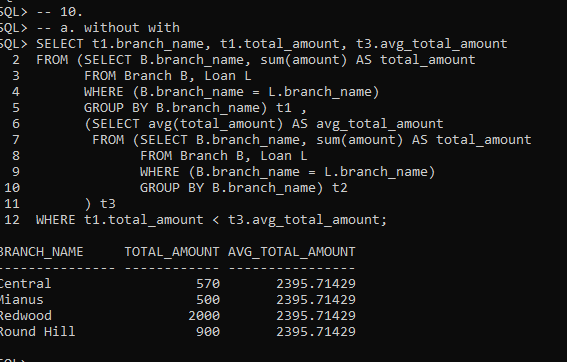 SQL> -- 10.
SQL> -- a. without with
SQL> SELECT t1.branch_name, t1.total_amount, t3.avg_total_amount
2 FROM (SELECT B.branch_name, sum(amount) AS total_amount
3 FROM Branch B, Loan L
4 WHERE (B.branch_name = L.branch_name)
5 GROUP BY B.branch_name) t1 ,
6 (SELECT avg(total_amount) AS avg_total_amount
7 FROM (SELECT B.branch_name, sum(amount) AS total_amount
8 FROM Branch B, Loan L
9 WHERE (B.branch_name = L.branch_name)
10 GROUP BY B.branch_name) t2
11 ) t3
12 WHERE t1.total_amount < t3.avg_total_amount;
BRANCH_NAME TOTAL_AMOUNT AVG_TOTAL_AMOUNT
--------------- ------------ ----------------
Central 570 2395.71429
Mianus 500 2395.71429
Redwood 2000 2395.71429
Round Hill 900 2395.71429
SQL>